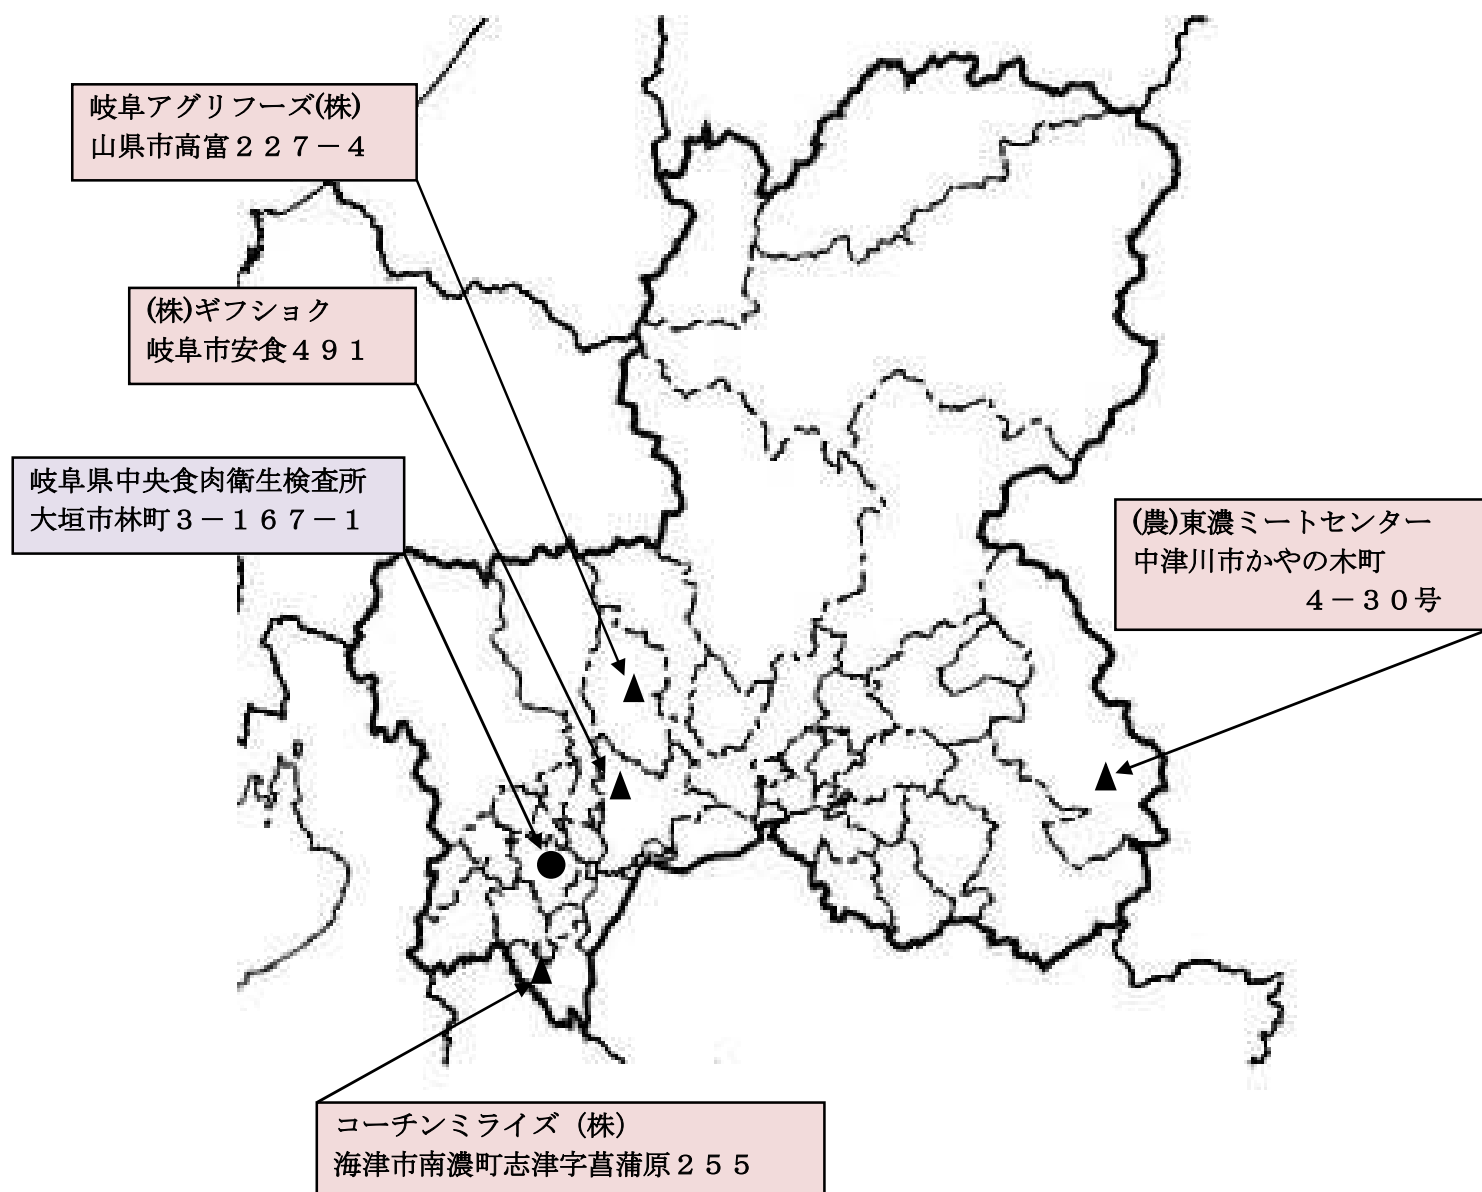 岐阜アグリフーズ(株)
山県市高富２２７－４
(株)ギフショク
岐阜市安食４９１
岐阜県中央食肉衛生検査所
大垣市林町３－１６７－１
(農)東濃ミートセンター
中津川市かやの木町
４－３０号
コーチンミライズ（株）
海津市南濃町志津字菖蒲原２５５